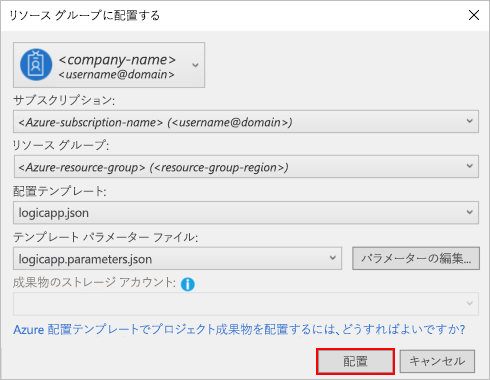 リソース グループに配置する
<company-name>
<username@domain>
サブスクリプション:
<Azure-subscription-name> (<username@domain>)
リソース グループ:
<Azure-resource-group> (<resource-group-region>)
配置テンプレート:
logicapp.json
テンプレート パラメーター ファイル:
logicapp.parameters.json
パラメーターの編集...
成果物のストレージ アカウント:
Azure 配置テンプレートでプロジェクト成果物を配置するには、どうすればよいですか?
配置
キャンセル